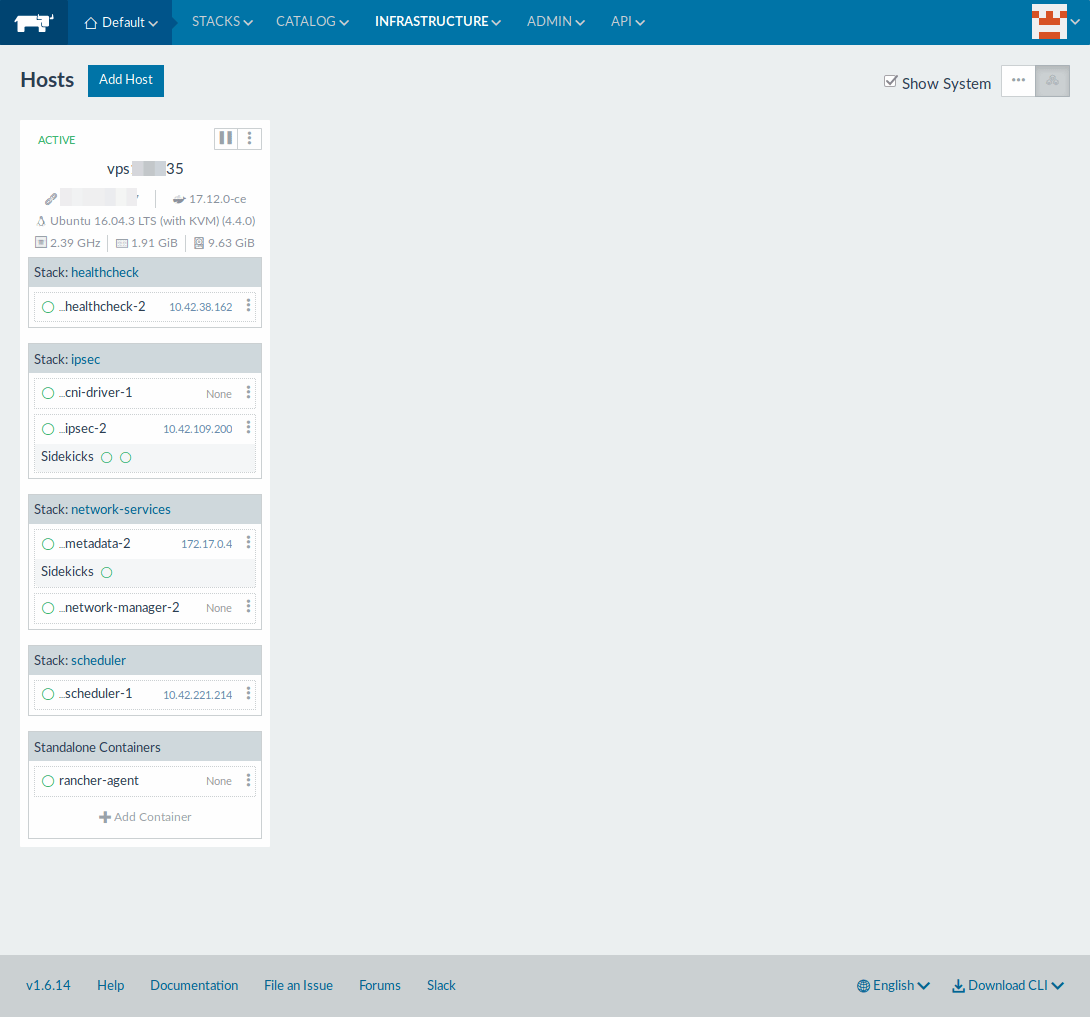 Default STACKS CATALOG INFRASTRUCTURE ADMIN API
Hosts Add Host Show System
ACTIVE
vps 35
17.12.0-ce
Ubuntu 16.04.3 LTS (with KVM) (4.4.0)
2.39 GHz 1.91 GiB 9.63 GiB
Stack: healthcheck
...healthcheck-2 10.42.38.162
Stack: ipsec
...cni-driver-1 None
...ipsec-2 10.42.109.200
Sidekicks
Stack: network-services
...metadata-2 172.17.0.4
Sidekicks
...network-manager-2 None
Stack: scheduler
...scheduler-1 10.42.221.214
Standalone Containers
rancher-agent None
Add Container
v1.6.14 Help Documentation File an Issue Forums Slack English Download CLI